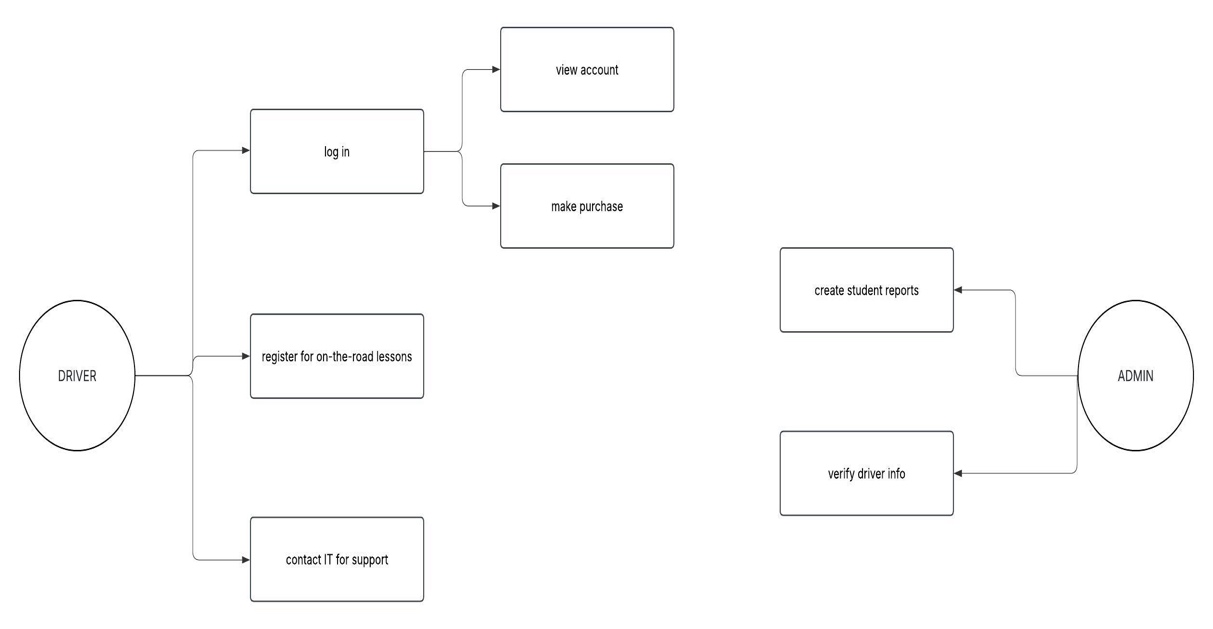 view account
log in
make purchase
create student reports
register for on-the-road lessons
DRIVER
ADMIN
verify driver info
contact IT for support